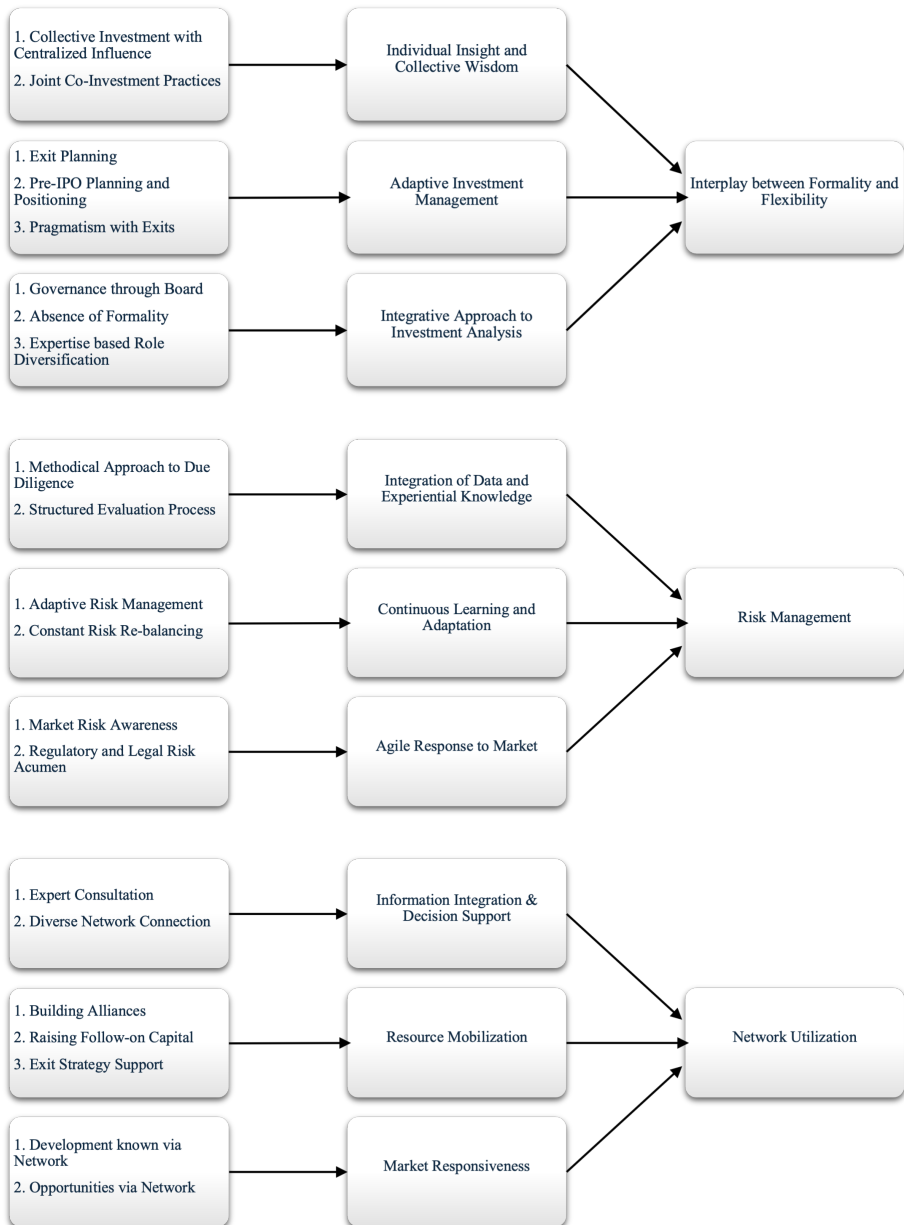 1. Collective Investment with
Centralized Influence
2. Joint Co-Investment Practices
Individual Insight and
Collective Wisdom
1. Exit Planning
2. Pre-IPO Planning and
Positioning
3. Pragmatism with Exits
Adaptive Investment
Management
Interplay between Formality and
Flexibility
1. Governance through Board
2. Absence of Formality
3. Expertise based Role
Diversification
Integrative Approach to
Investment Analysis
1. Methodical Approach to Due
Diligence
2. Structured Evaluation Process
Integration of Data and
Experiential Knowledge
1. Adaptive Risk Management
2. Constant Risk Re-balancing
Continuous Learning and
Adaptation
Risk Management
1. Market Risk Awareness
2. Regulatory and Legal Risk
Acumen
Agile Response to Market
1. Expert Consultation
2. Diverse Network Connection
Information Integration &
Decision Support
1. Building Alliances
2. Raising Follow-on Capital
3. Exit Strategy Support
Resource Mobilization
Network Utilization
1. Development known via
Network
2. Opportunities via Network
Market Responsiveness